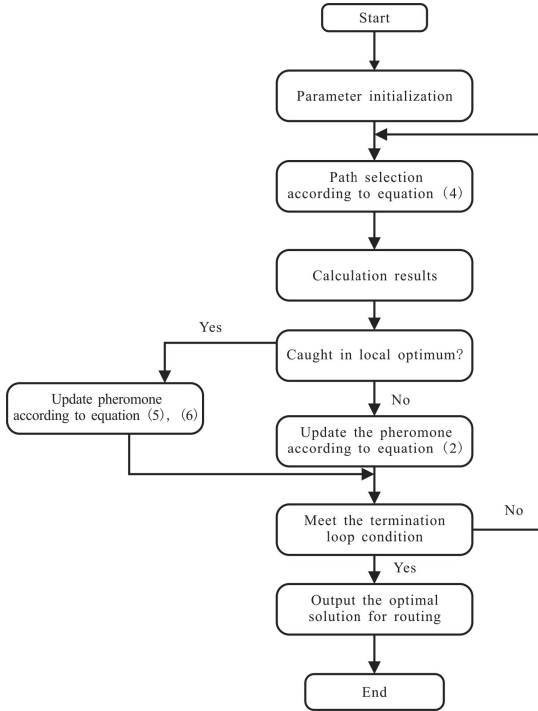 Start
Parameter initialization
Path selection
according to equation (4)
Calculation results
Yes
Caught in local optimum?
Update pheromone
according to equation (5), (6)
No
Update the pheromone
according to equation (2)
Meet the termination
loop condition
No
Yes
Output the optimal
solution for routing
End